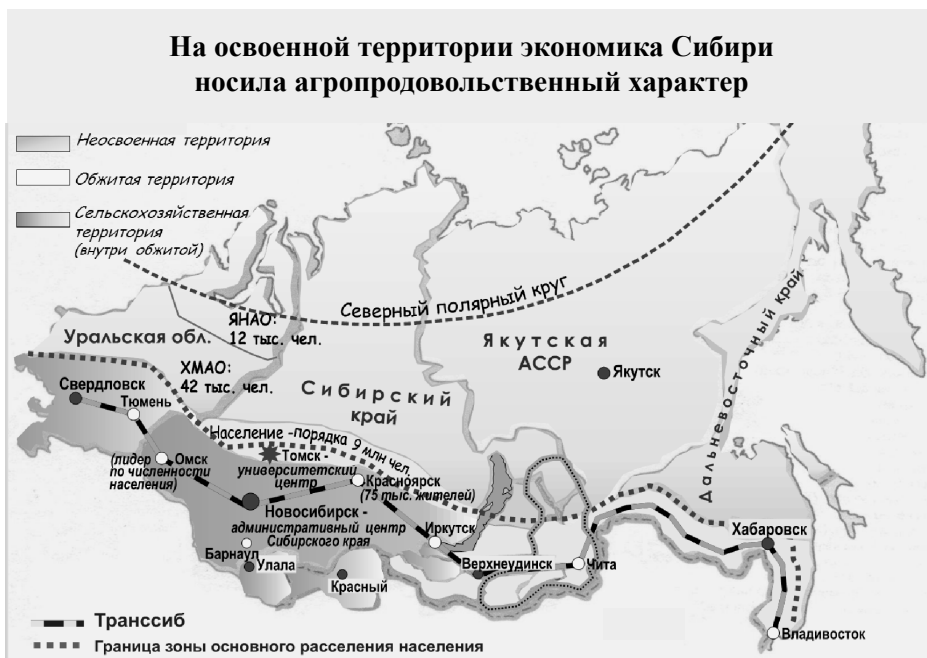 На освоенной территории экономика Сибири
носила агропродовольственный характер
Неосвоенная территория
Обжитая территория
Сельскохозяйственная
территория
(внутри обжитой)
Северный полярный круг
ЯНАО:
12 тыс. чел.
Уральская обл.
ХМАО:
42 тыс. чел.
Якутская
АССР
Якутск
Дальневосточный край
Сибирский
край
Свердловск
Тюмень
Население -порядка 9 млн чел.
Омск
(лидер
по численности
населения)
Томск -
университетский
центр
Красноярск
(75 тыс. жителей)
Новосибирск -
административный центр
Сибирского края
Иркутск
Барнаул
Улала
Красный
Верхнеудинск
Чита
Хабаровск
Владивосток
Транссиб
Граница зоны основного расселения населения